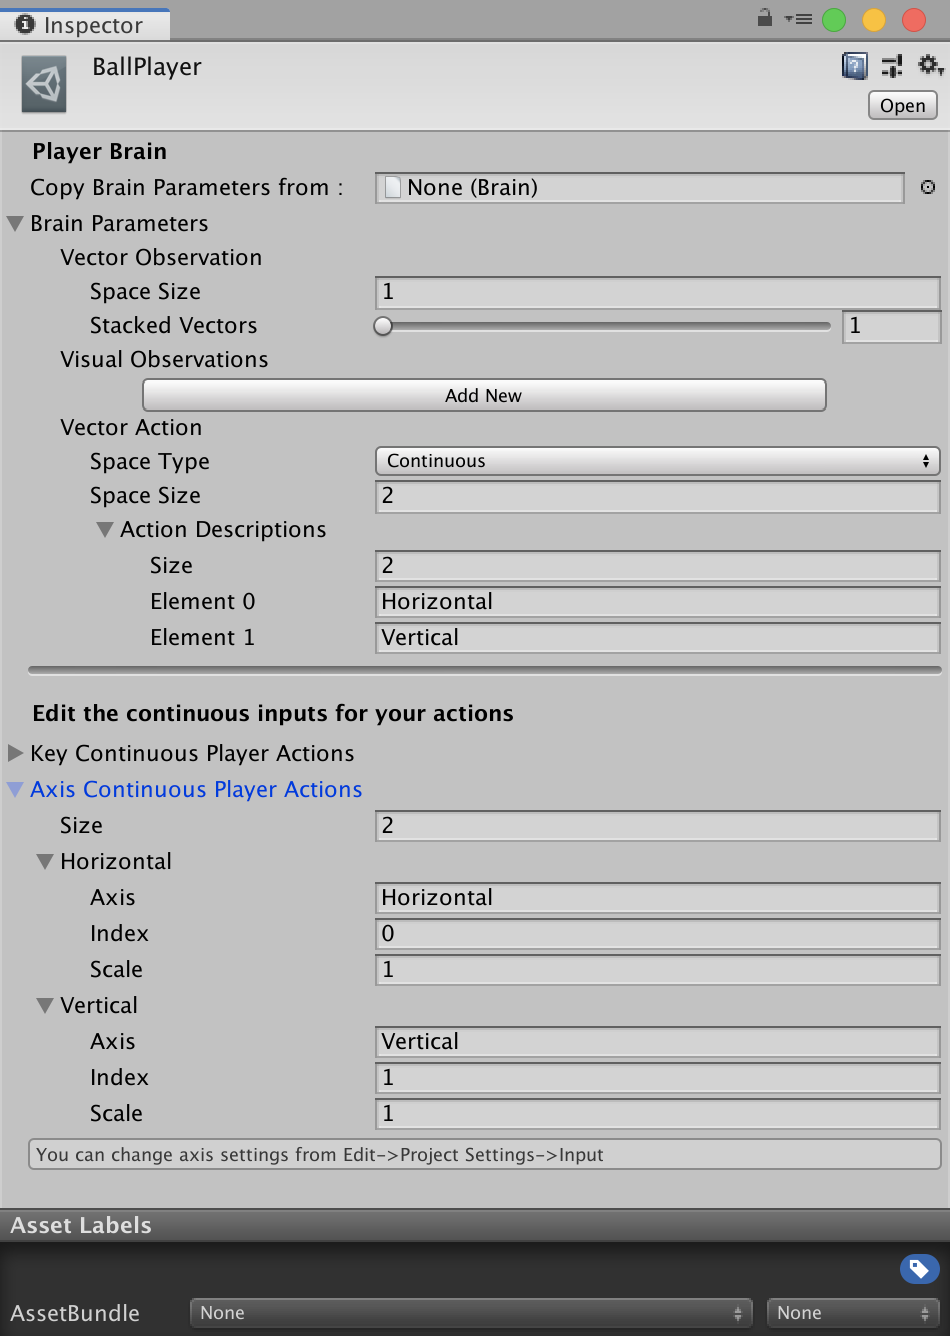 Inspector
BallPlayer
Open
Player Brain
Copy Brain Parameters from : None (Brain)
Brain Parameters
Vector Observation
Space Size 1
Stacked Vectors 1
Visual Observations
Add New
Vector Action
Space Type Continuous
Space Size 2
Action Descriptions
Size 2
Element 0 Horizontal
Element 1 Vertical
Edit the continuous inputs for your actions
Key Continuous Player Actions
Axis Continuous Player Actions
Size 2
Horizontal
Axis Horizontal
Index 0
Scale 1
Vertical
Axis Vertical
Index 1
Scale 1
You can change axis settings from Edit->Project Settings->Input
Asset Labels
AssetBundle None None